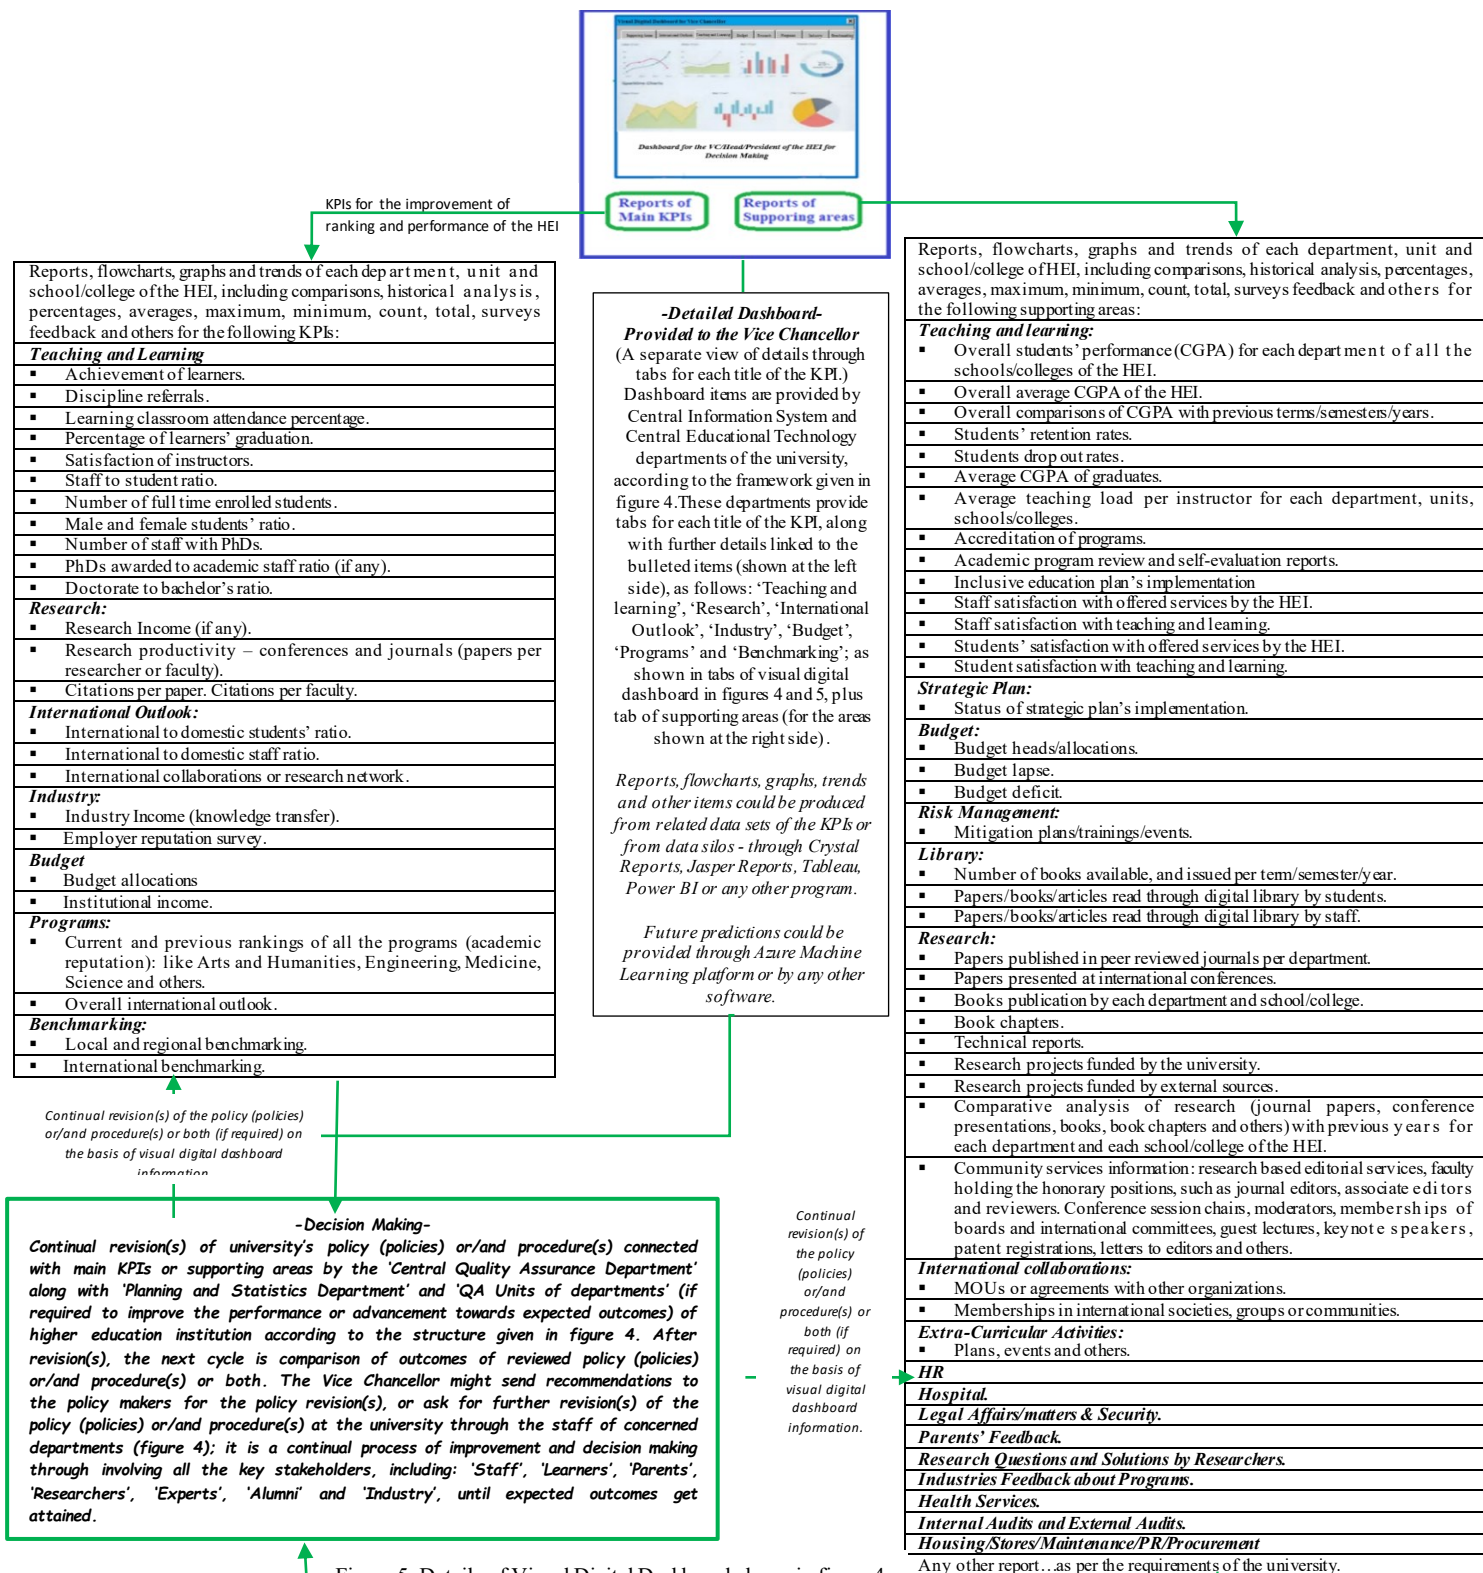 Visual Digital Dashboard for Vice Chancellor
Supporting Areas
International Outlook
Teaching and Learning
Budget
Research
Programs
Industry
Benchmarking
Dashboard for the VC/Head/President of the HEI for
Decision Making
Reports of
Main KPIs
Reports of
Supporing areas
KPIs for the improvement of
ranking and performance of the HEI
Reports, flowcharts, graphs and trends of each department, unit and
school/college of the HEI, including comparisons, historical analysis,
percentages, averages, maximum, minimum, count, total, surveys
feedback and others for the following KPIs:
Teaching and Learning
▪ Achievement of learners.
▪ Discipline referrals.
▪ Learning classroom attendance percentage.
▪ Percentage of learners’ graduation.
▪ Satisfaction of instructors.
▪ Staff to student ratio.
▪ Number of full time enrolled students.
▪ Male and female students’ ratio.
▪ Number of staff with PhDs.
▪ PhDs awarded to academic staff ratio (if any).
▪ Doctorate to bachelor’s ratio.
Research:
▪ Research Income (if any).
▪ Research productivity – conferences and journals (papers per
researcher or faculty).
▪ Citations per paper. Citations per faculty.
International Outlook:
▪ International to domestic students’ ratio.
▪ International to domestic staff ratio.
▪ International collaborations or research network.
Industry:
▪ Industry Income (knowledge transfer).
▪ Employer reputation survey.
Budget
▪ Budget allocations
▪ Institutional income.
Programs:
▪ Current and previous rankings of all the programs (academic
reputation): like Arts and Humanities, Engineering, Medicine,
Science and others.
▪ Overall international outlook.
Benchmarking:
▪ Local and regional benchmarking.
▪ International benchmarking.
-Detailed Dashboard-
Provided to the Vice Chancellor
(A separate view of details through
tabs for each title of the KPI.)
Dashboard items are provided by
Central Information System and
Central Educational Technology
departments of the university,
according to the framework given in
figure 4.These departments provide
tabs for each title of the KPI, along
with further details linked to the
bulleted items (shown at the left
side), as follows: ‘Teaching and
learning’, ‘Research’, ‘International
Outlook’, ‘Industry’, ‘Budget’,
‘Programs’ and ‘Benchmarking’; as
shown in tabs of visual digital
dashboard in figures 4 and 5, plus
tab of supporting areas (for the areas
shown at the right side).
Reports, flowcharts, graphs, trends
and other items could be produced
from related data sets of the KPIs or
from data silos - through Crystal
Reports, Jasper Reports, Tableau,
Power BI or any other program.
Future predictions could be
provided through Azure Machine
Learning platform or by any other
software.
Reports, flowcharts, graphs and trends of each department, unit and
school/college of HEI, including comparisons, historical analysis, percentages,
averages, maximum, minimum, count, total, surveys feedback and others for
the following supporting areas:
Teaching and learning:
▪ Overall students’ performance (CGPA) for each department of all the
schools/colleges of the HEI.
▪ Overall average CGPA of the HEI.
▪ Overall comparisons of CGPA with previous terms/semesters/years.
▪ Students’ retention rates.
▪ Students drop out rates.
▪ Average CGPA of graduates.
▪ Average teaching load per instructor for each department, units,
schools/colleges.
▪ Accreditation of programs.
▪ Academic program review and self-evaluation reports.
▪ Inclusive education plan’s implementation
▪ Staff satisfaction with offered services by the HEI.
▪ Staff satisfaction with teaching and learning.
▪ Students’ satisfaction with offered services by the HEI.
▪ Student satisfaction with teaching and learning.
Strategic Plan:
▪ Status of strategic plan’s implementation.
Budget:
▪ Budget heads/allocations.
▪ Budget lapse.
▪ Budget deficit.
Risk Management:
▪ Mitigation plans/trainings/events.
Library:
▪ Number of books available, and issued per term/semester/year.
▪ Papers/books/articles read through digital library by students.
▪ Papers/books/articles read through digital library by staff.
Research:
▪ Papers published in peer reviewed journals per department.
▪ Papers presented at international conferences.
▪ Books publication by each department and school/college.
▪ Book chapters.
▪ Technical reports.
▪ Research projects funded by the university.
▪ Research projects funded by external sources.
▪ Comparative analysis of research (journal papers, conference
presentations, books, book chapters and others) with previous years for
each department and each school/college of the HEI.
▪ Community services information: research based editorial services, faculty
holding the honorary positions, such as journal editors, associate editors
and reviewers. Conference session chairs, moderators, memberships of
boards and international committees, guest lectures, keynote speakers,
patent registrations, letters to editors and others.
International collaborations:
▪ MOUs or agreements with other organizations.
▪ Memberships in international societies, groups or communities.
Extra-Curricular Activities:
▪ Plans, events and others.
HR
Hospital.
Legal Affairs/matters & Security.
Parents’ Feedback.
Research Questions and Solutions by Researchers.
Industries Feedback about Programs.
Health Services.
Internal Audits and External Audits.
Housing/Stores/Maintenance/PR/Procurement
Any other report…as per the requirements of the university.
Continual revision(s) of the policy (policies)
or/and procedure(s) or both (if required) on
the basis of visual digital dashboard
information
-Decision Making-
Continual revision(s) of university’s policy (policies) or/and procedure(s) connected
with main KPIs or supporting areas by the ‘Central Quality Assurance Department’
along with ‘Planning and Statistics Department’ and ‘QA Units of departments’ (if
required to improve the performance or advancement towards expected outcomes) of
higher education institution according to the structure given in figure 4. After
revision(s), the next cycle is comparison of outcomes of reviewed policy (policies)
or/and procedure(s) or both. The Vice Chancellor might send recommendations to
the policy makers for the policy revision(s), or ask for further revision(s) of the
policy (policies) or/and procedure(s) at the university through the staff of concerned
departments (figure 4); it is a continual process of improvement and decision making
through involving all the key stakeholders, including: ‘Staff’, ‘Learners’, ‘Parents’,
‘Researchers’, ‘Experts’, ‘Alumni’ and ‘Industry’, until expected outcomes get
attained.
Continual
revision(s) of
the policy
(policies)
or/and
procedure(s) or
both (if
required) on
the basis of
visual digital
dashboard
information.
Figure 5: Details of Visual Digital Dashboard shown in figure 4